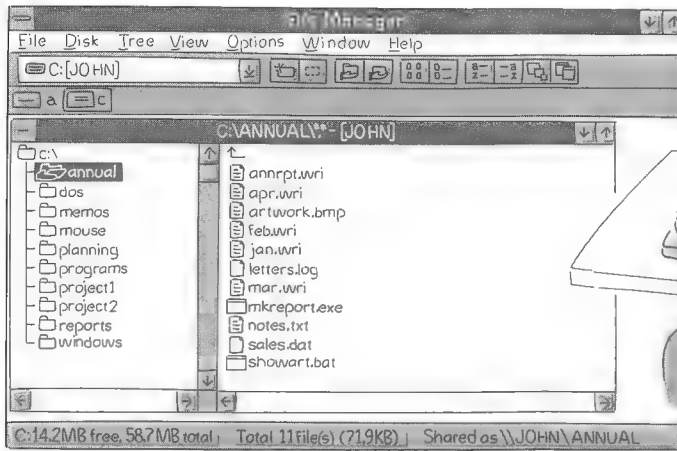 File Manager
File Disk Tree View Options Window Help
C:[JOHN]
a c
C:\ANNUAL\*.* - [JOHN]
C:\
annual
dos
memos
mouse
planning
programs
project1
project2
reports
windows
annrpt.wri
apr.wri
artwork.bmp
feb.wri
jan.wri
letters.log
mar.wri
mkreport.exe
notes.txt
sales.dat
showart.bat
C:14.2MB free, 58.7MB total Total 11 File(s) (71.9KB) Shared as \\JOHN\ANNUAL